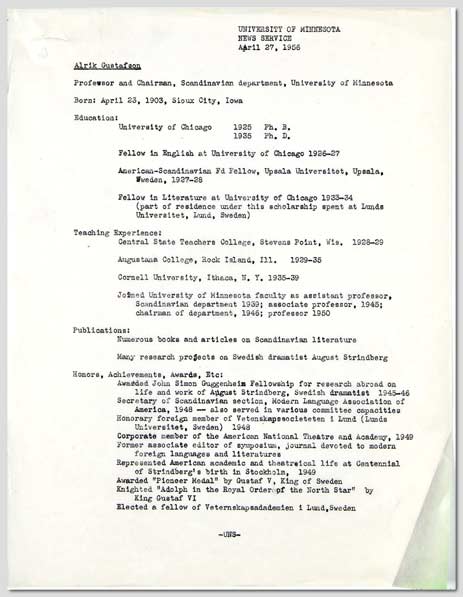 UNIVERSITY OF MINNESOTA
NEWS SERVICE
April 27, 1956
Alrik Gustafson
Professor and Chairman, Scandinavian department, University of Minnesota
Born: April 23, 1903, Sioux City, Iowa
Education:
University of Chicago 1925 Ph. B.
1935 Ph. D.
Fellow in English at University of Chicago 1926-27
American-Scandinavian Fd Fellow, Upsala Universitet, Upsala,
Sweden, 1927-28
Fellow in Literature at University of Chicago 1933-34
(part of residence under this scholarship spent at Lunds
Universitet, Lund, Sweden)
Teaching Experience:
Central State Teachers College, Stevens Point, Wis. 1928-29
Augustana College, Rock Island, Ill. 1929-35
Cornell University, Ithaca, N. Y. 1935-39
Joined University of Minnesota faculty as assistant professor,
Scandinavian department 1939; associate professor, 1945;
chairman of department, 1946; professor 1950
Publications:
Numerous books and articles on Scandinavian literature
Many research projects on Swedish dramatist August Strindberg
Honors, Achievements, Awards, Etc:
Awarded John Simon Guggenheim Fellowship for research abroad on
life and work of August Strindberg, Swedish dramatist 1945-46
Secretary of Scandinavian section, Modern Language Association of
America, 1948 -- also served in various committee capacities
Honorary foreign member of Vetenskapssocieteten i Lund (Lunds
Universitet, Sweden) 1948
Corporate member of the American National Theatre and Academy, 1949
Former associate editor of symposium, journal devoted to modern
foreign languages and literatures
Represented American academic and theatrical life at Centennial
of Strindberg's birth in Stockholm, 1949
Awarded "Pioneer Medal" by Gustaf V, King of Sweden
Knighted "Adolph in the Royal Order of the North Star" by
King Gustaf VI
Elected a fellow of Veternskapsadademien i Lund, Sweden
-UNS-